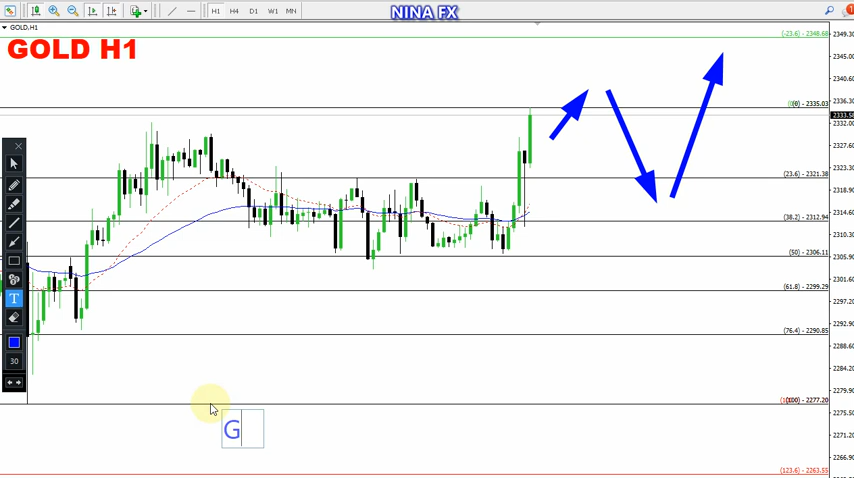 H1 H4 D1 W1 MN
NINA FX
GOLD,H1
GOLD H1
(-23.6) - 2348.68
2349.30
2345.00
2340.60
2336.30
(0) - 2335.03
2333.58
2332.00
2327.60
2323.30
(23.6) - 2321.38
2318.90
2314.60
(38.2) - 2312.94
2310.30
(50) - 2306.11
2305.90
2301.60
(61.8) - 2299.29
2297.20
2292.90
(76.4) - 2290.85
2288.60
2284.20
2279.90
(100) - 2277.20
2275.50
2271.20
2266.90
(123.6) - 2263.55
T
30
G